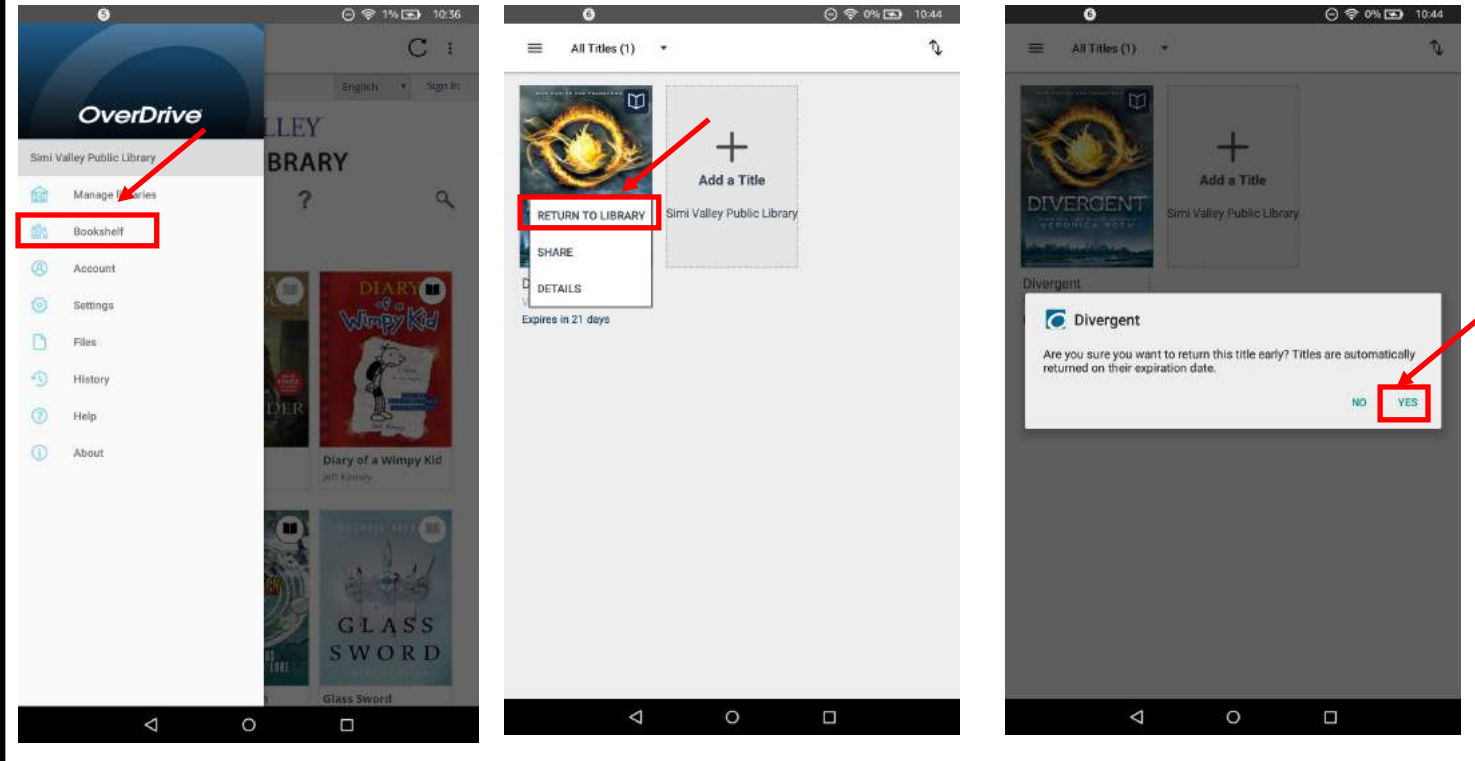 5 1% 10:36
English Sign In
OverDrive
LLEY
BRARY
Simi Valley Public Library
Manage libraries
?
Bookshelf
Account
Settings
Files
History
Help
About
DIARY
of a
Wimpy Kid
DER
Diary of a Wimpy Kid
Jeff Kinney
GLASS
SWORD
Glass Sword
6 0% 10:44
All Titles (1)
Add a Title
Simi Valley Public Library
RETURN TO LIBRARY
SHARE
DETAILS
Expires in 21 days
6 0% 10:44
All Titles (1)
DIVERGENT
VERONICA ROTH
Add a Title
Simi Valley Public Library
Divergent
Divergent
Are you sure you want to return this title early? Titles are automatically
returned on their expiration date.
NO YES